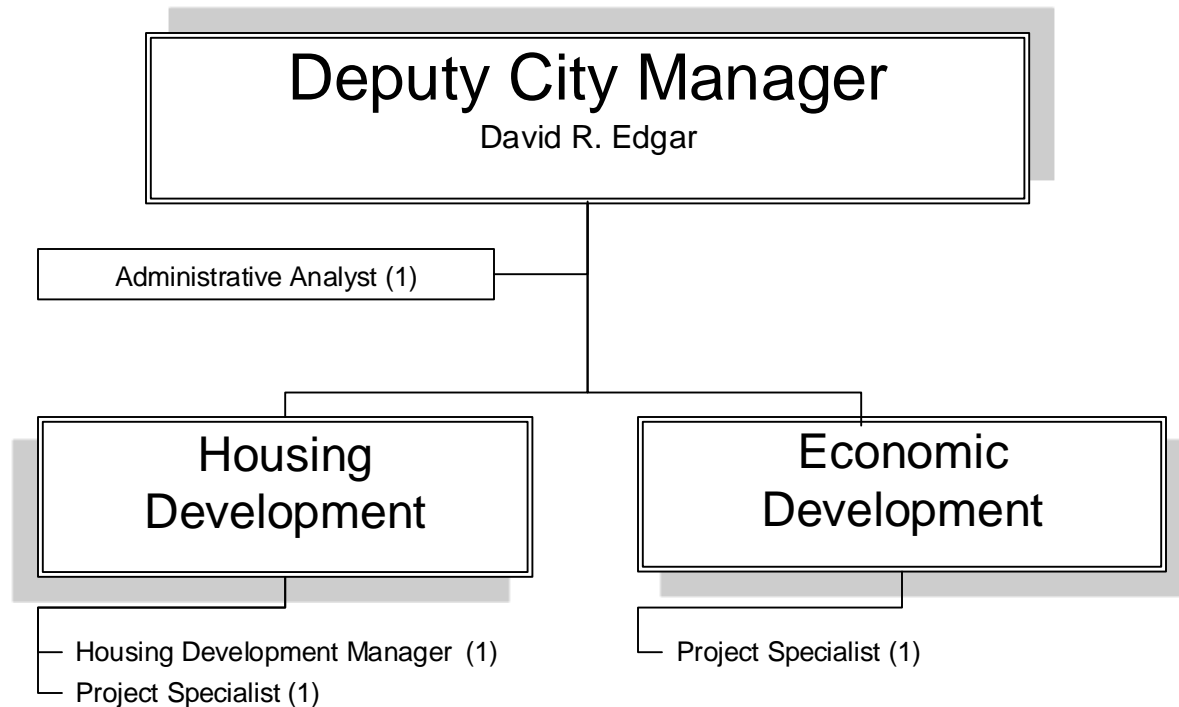 Deputy City Manager
David R. Edgar
Administrative Analyst (1)
Housing
Development
Economic
Development
Housing Development Manager (1)
Project Specialist (1)
Project Specialist (1)